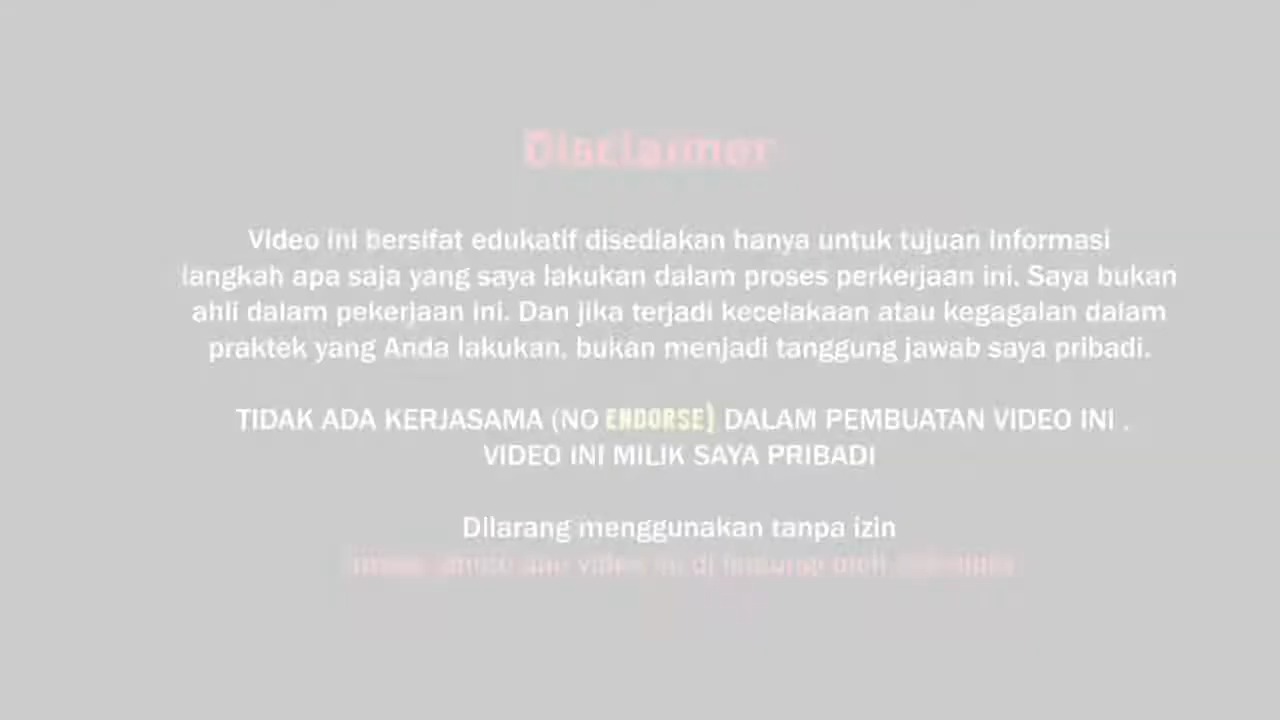 Disclaimer
Video ini bersifat edukatif disediakan hanya untuk tujuan informasi
langkah apa saja yang saya lakukan dalam proses perkerjaan ini. Saya bukan
ahli dalam pekerjaan ini. Dan jika terjadi kecelakaan atau kegagalan dalam
praktek yang Anda lakukan, bukan menjadi tanggung jawab saya pribadi.
TIDAK ADA KERJASAMA (NO ENDORSE) DALAM PEMBUATAN VIDEO INI .
VIDEO INI MILIK SAYA PRIBADI
Dilarang menggunakan tanpa izin
video ini di